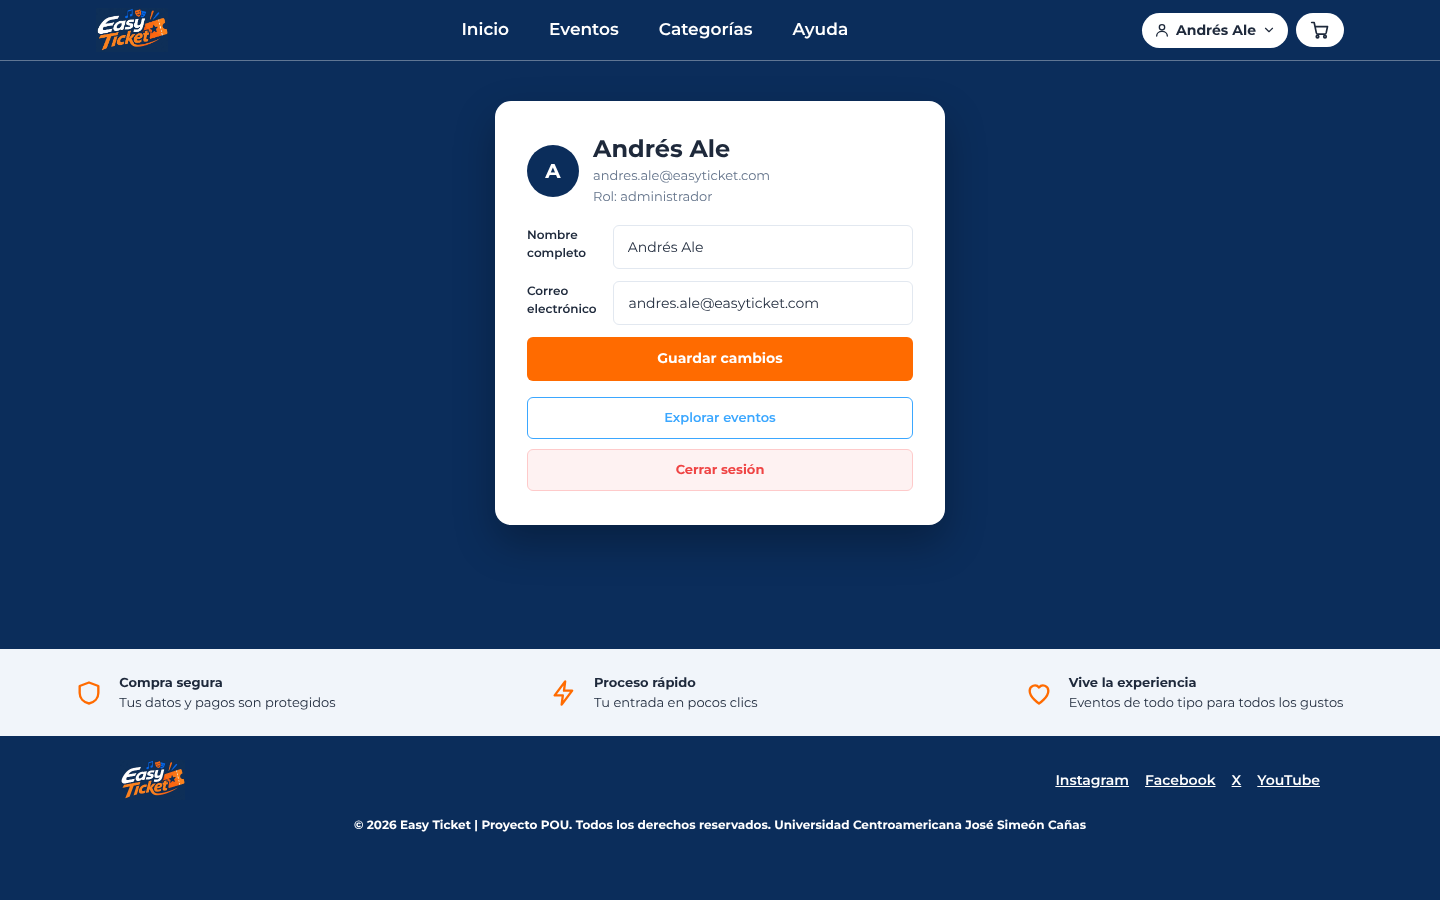 Easy Ticket
Inicio
Eventos
Categorías
Ayuda
Andrés Ale
A
Andrés Ale
andres.ale@easyticket.com
Rol: administrador
Nombre completo
Andrés Ale
Correo electrónico
andres.ale@easyticket.com
Guardar cambios
Explorar eventos
Cerrar sesión
Compra segura
Tus datos y pagos son protegidos
Proceso rápido
Tu entrada en pocos clics
Vive la experiencia
Eventos de todo tipo para todos los gustos
Easy Ticket
Instagram
Facebook
X
YouTube
© 2026 Easy Ticket | Proyecto POU. Todos los derechos reservados. Universidad Centroamericana José Simeón Cañas